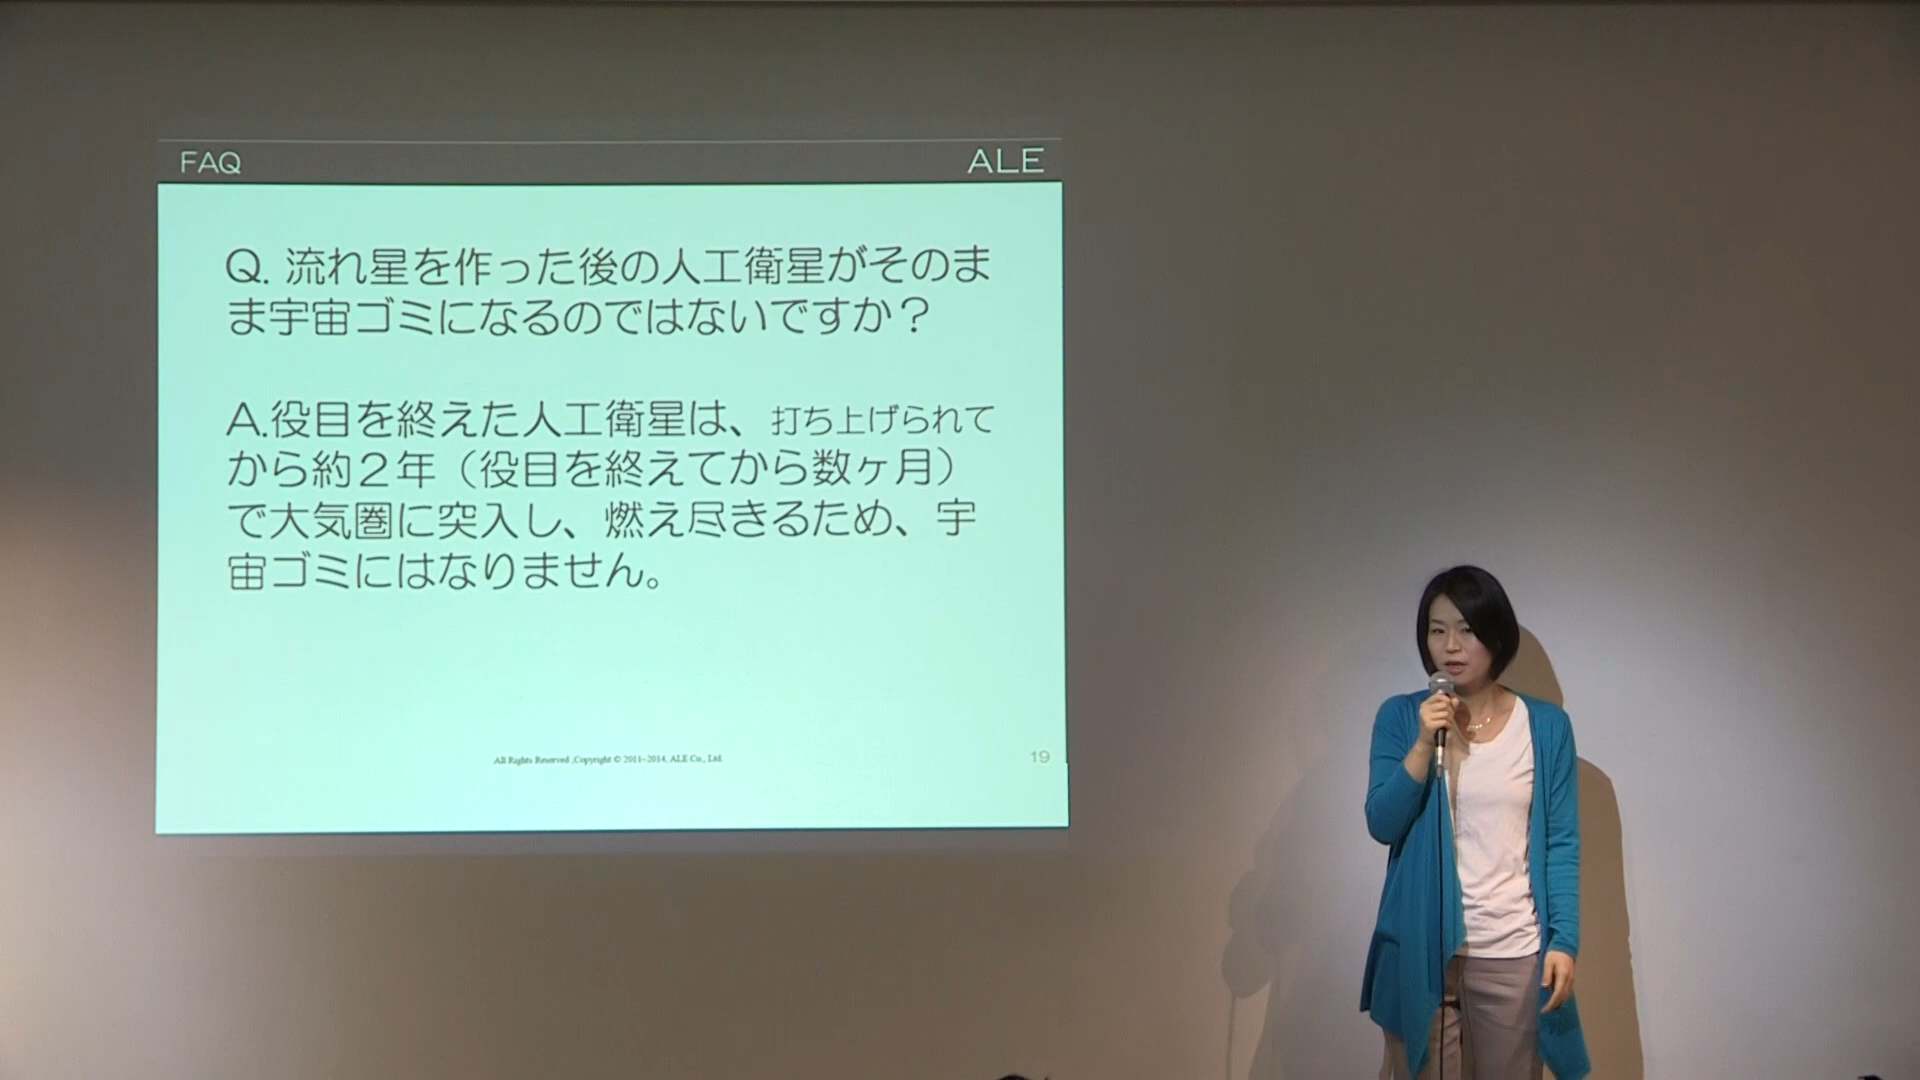 FAQ
ALE
Q. 流れ星を作った後の人工衛星がそのま
ま宇宙ゴミになるのではないですか？
A.役目を終えた人工衛星は、打ち上げられて
から約２年（役目を終えてから数ヶ月）
で大気圏に突入し、燃え尽きるため、宇
宙ゴミにはなりません。
All Rights Reserved ,Copyright © 2011~2014, ALE Co., Ltd.
19